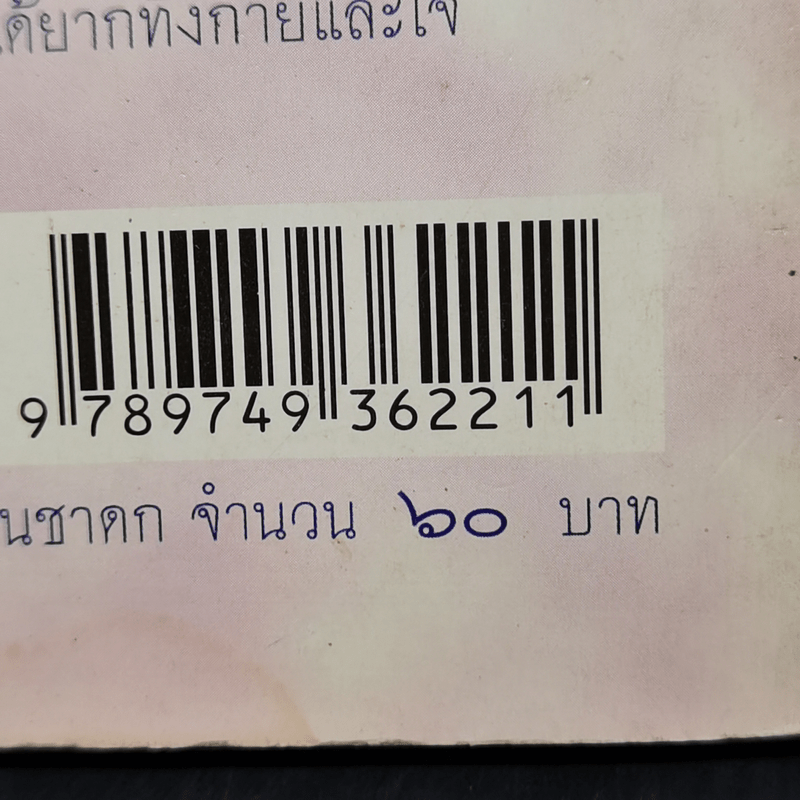 ได้ยากทั้งกายและใจ
9 789749 362211
นชาดก จำนวน ๖๐ บาท